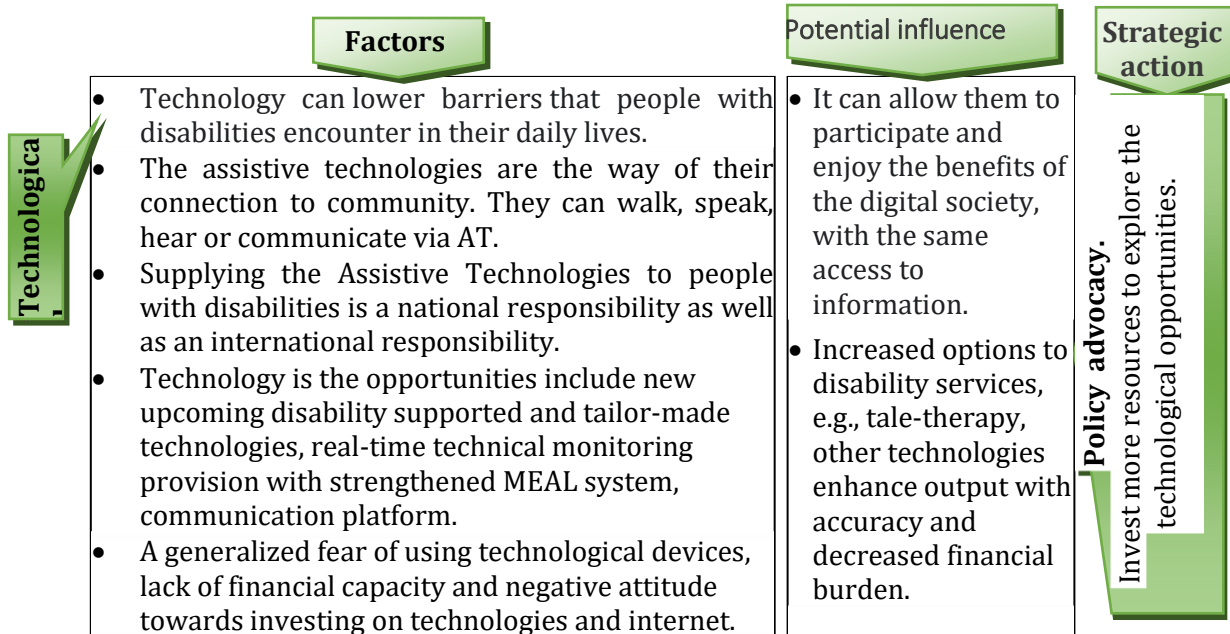 Factors
Potential influence
Strategic
action
Technologica
l
• Technology can lower barriers that people with
disabilities encounter in their daily lives.
• The assistive technologies are the way of their
connection to community. They can walk, speak,
hear or communicate via AT.
• Supplying the Assistive Technologies to people
with disabilities is a national responsibility as well
as an international responsibility.
• Technology is the opportunities include new
upcoming disability supported and tailor-made
technologies, real-time technical monitoring
provision with strengthened MEAL system,
communication platform.
• A generalized fear of using technological devices,
lack of financial capacity and negative attitude
towards investing on technologies and internet.
• It can allow them to
participate and
enjoy the benefits of
the digital society,
with the same
access to
information.
• Increased options to
disability services,
e.g., tale-therapy,
other technologies
enhance output with
accuracy and
decreased financial
burden.
Policy advocacy.
Invest more resources to explore the
technological opportunities.